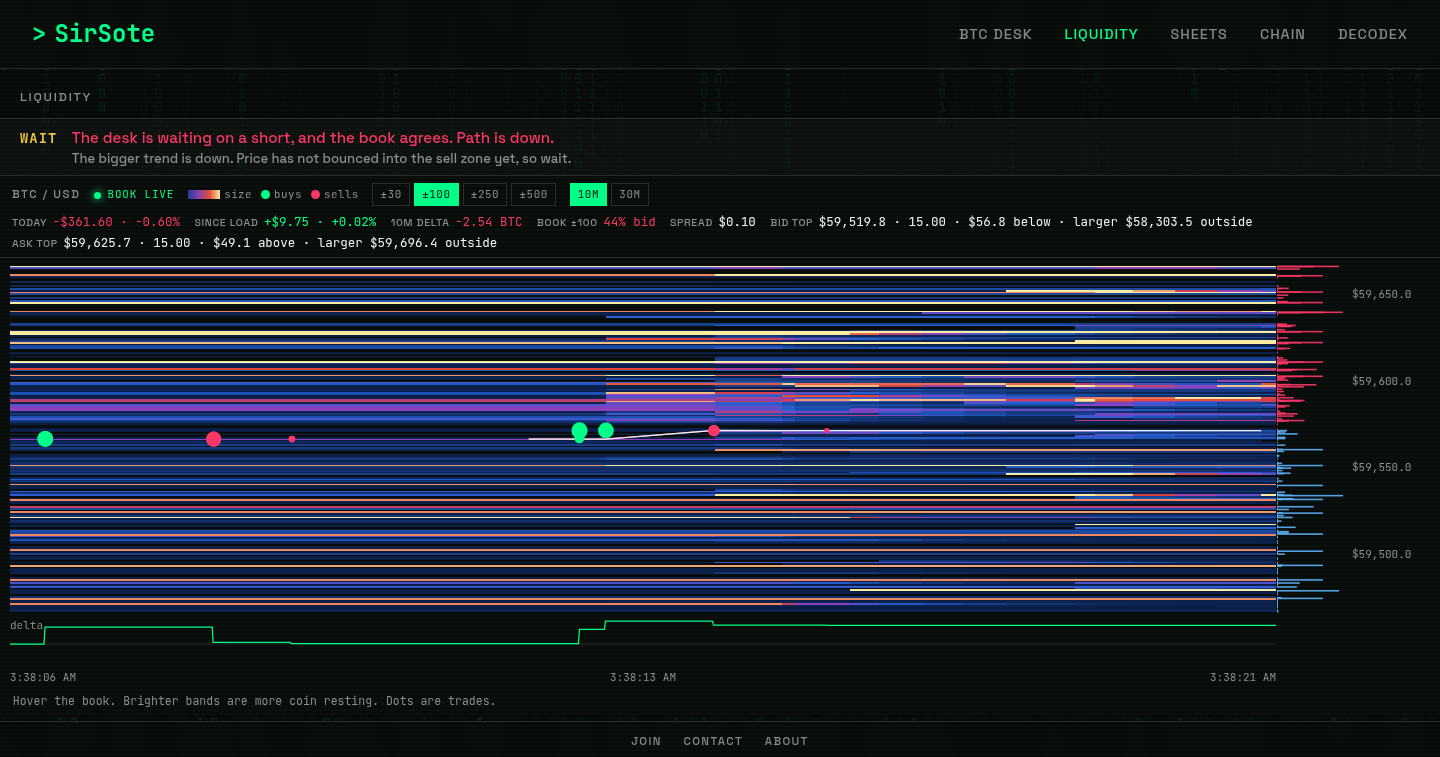 > SirSote
BTC DESK LIQUIDITY SHEETS CHAIN DECODEX
LIQUIDITY
WAIT The desk is waiting on a short, and the book agrees. Path is down.
The bigger trend is down. Price has not bounced into the sell zone yet, so wait.
BTC / USD BOOK LIVE size buys sells ±30 ±100 ±250 ±500 10M 30M
TODAY -$361.60 · -0.60% SINCE LOAD +$9.75 · +0.02% 10M DELTA -2.54 BTC BOOK ±100 44% bid SPREAD $0.10 BID TOP $59,519.8 · 15.00 · $56.8 below · larger $58,303.5 outside
ASK TOP $59,625.7 · 15.00 · $49.1 above · larger $59,696.4 outside
$59,650.0
$59,600.0
$59,550.0
$59,500.0
delta
3:38:06 AM 3:38:13 AM 3:38:21 AM
Hover the book. Brighter bands are more coin resting. Dots are trades.
JOIN CONTACT ABOUT